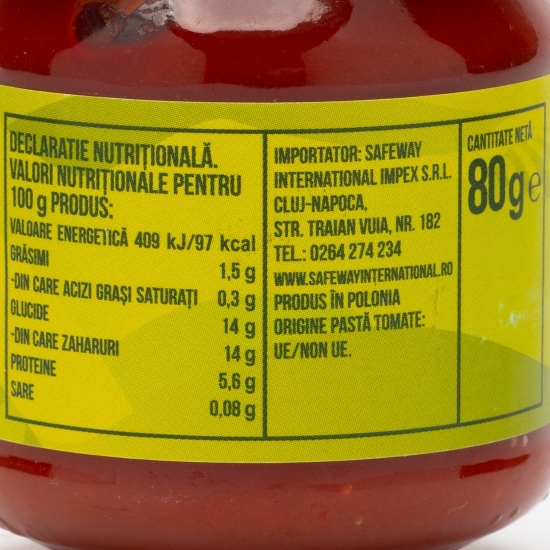 DECLARATIE NUTRIȚIONALĂ.
VALORI NUTRIȚIONALE PENTRU
100 g PRODUS:
VALOARE ENERGETICĂ 409 kJ/97 kcal
GRĂSIMI 1,5 g
-DIN CARE ACIZI GRAȘI SATURAȚI 0,3 g
GLUCIDE 14 g
-DIN CARE ZAHARURI 14 g
PROTEINE 5,6 g
SARE 0,08 g
IMPORTATOR: SAFEWAY
INTERNATIONAL IMPEX S.R.L.
CLUJ-NAPOCA,
STR. TRAIAN VUIA, NR. 182
TEL.: 0264 274 234
WWW.SAFEWAYINTERNATIONAL.RO
PRODUS ÎN POLONIA
ORIGINE PASTĂ TOMATE:
UE/NON UE.
CANTITATE NETĂ
80g e